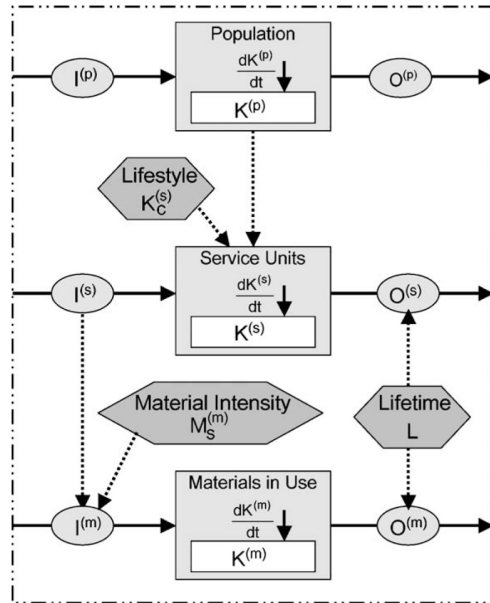 Population
dK^(p)
dt
I^(p)
O^(p)
K^(p)
Lifestyle
K_C^(s)
Service Units
dK^(s)
dt
I^(s)
O^(s)
K^(s)
Material Intensity
M_S^(m)
Lifetime
L
Materials in Use
dK^(m)
dt
I^(m)
O^(m)
K^(m)